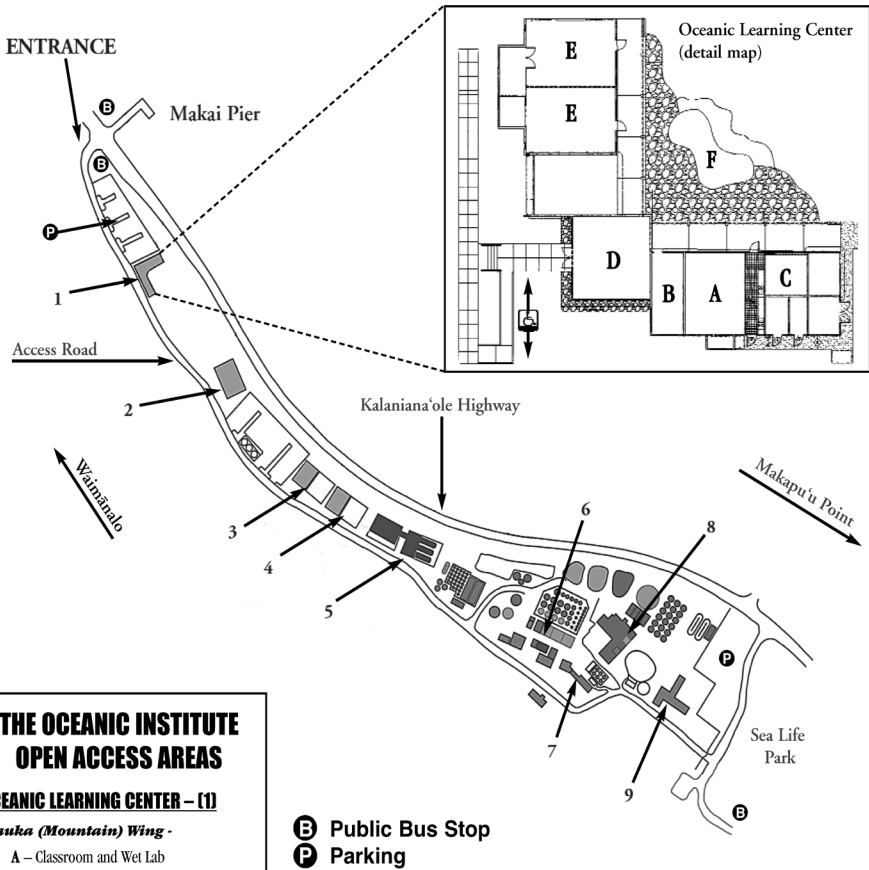 ENTRANCE
B
Makai Pier
B
P
1
Access Road
2
Waimānalo
Oceanic Learning Center
(detail map)
E
E
F
D
B
A
C
Kalaniana‘ole Highway
Makapu‘u Point
3
4
5
6
8
7
9
P
Sea Life
Park
B
THE OCEANIC INSTITUTE
OPEN ACCESS AREAS
EANIC LEARNING CENTER – (1)
uka (Mountain) Wing -
A – Classroom and Wet Lab
B Public Bus Stop
P Parking